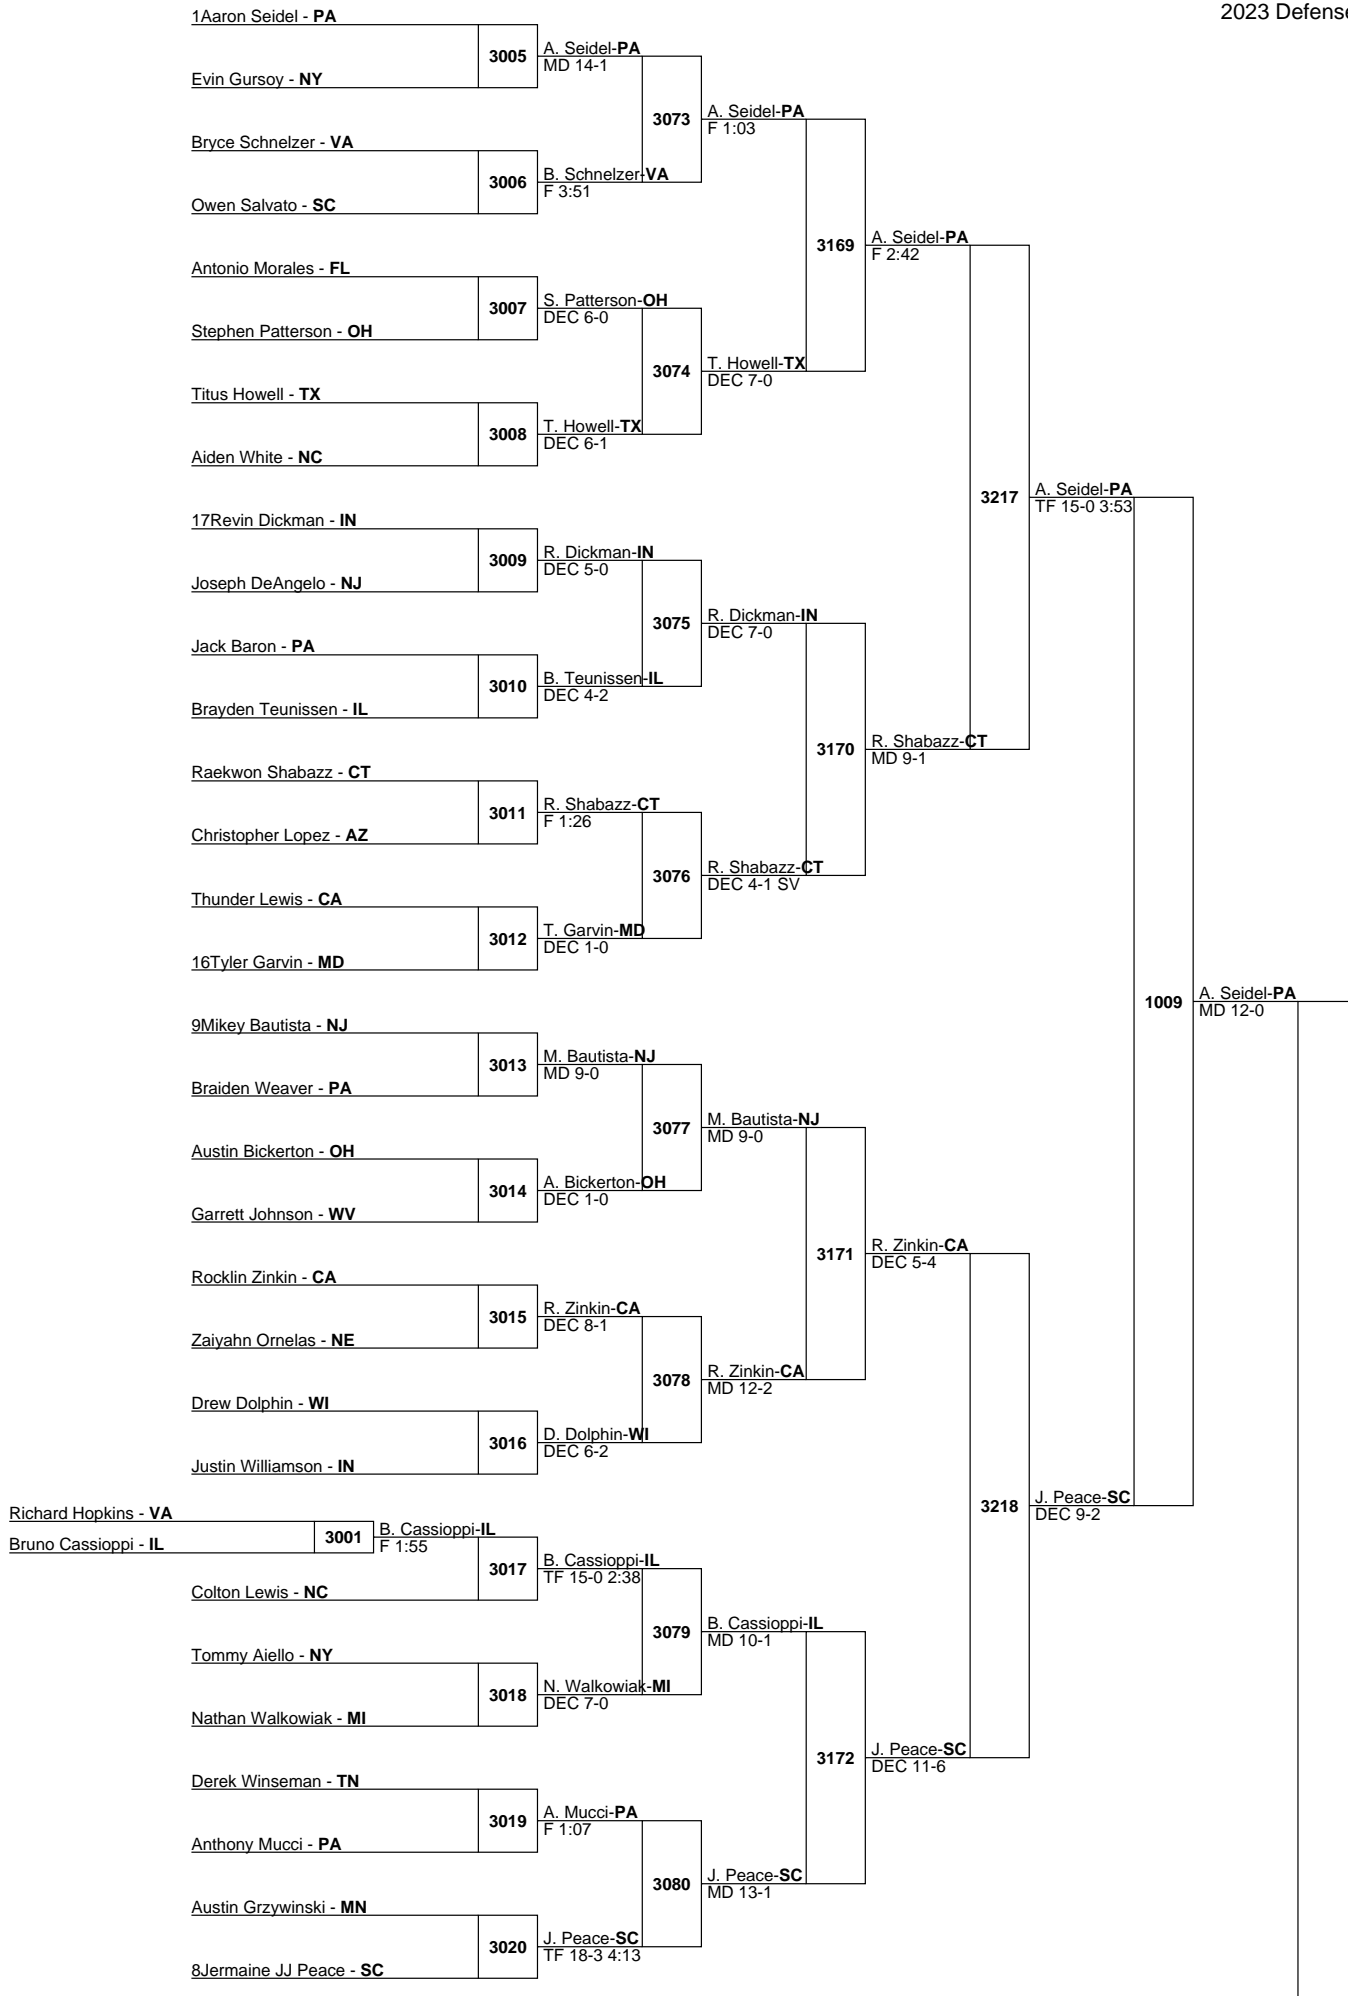 2023 Defense
1Aaron Seidel - PA
3005
A. Seidel-PA
MD 14-1
Evin Gursoy - NY
3073
A. Seidel-PA
F 1:03
Bryce Schnelzer - VA
3006
B. Schnelzer-VA
F 3:51
Owen Salvato - SC
3169
A. Seidel-PA
F 2:42
Antonio Morales - FL
3007
S. Patterson-OH
DEC 6-0
Stephen Patterson - OH
3074
T. Howell-TX
DEC 7-0
Titus Howell - TX
3008
T. Howell-TX
DEC 6-1
Aiden White - NC
3217
A. Seidel-PA
TF 15-0 3:53
17Revin Dickman - IN
3009
R. Dickman-IN
DEC 5-0
Joseph DeAngelo - NJ
3075
R. Dickman-IN
DEC 7-0
Jack Baron - PA
3010
B. Teunissen-IL
DEC 4-2
Brayden Teunissen - IL
3170
R. Shabazz-CT
MD 9-1
Raekwon Shabazz - CT
3011
R. Shabazz-CT
F 1:26
Christopher Lopez - AZ
3076
R. Shabazz-CT
DEC 4-1 SV
Thunder Lewis - CA
3012
T. Garvin-MD
DEC 1-0
16Tyler Garvin - MD
1009
A. Seidel-PA
MD 12-0
9Mikey Bautista - NJ
3013
M. Bautista-NJ
MD 9-0
Braiden Weaver - PA
3077
M. Bautista-NJ
MD 9-0
Austin Bickerton - OH
3014
A. Bickerton-OH
DEC 1-0
Garrett Johnson - WV
3171
R. Zinkin-CA
DEC 5-4
Rocklin Zinkin - CA
3015
R. Zinkin-CA
DEC 8-1
Zaiyahn Ornelas - NE
3078
R. Zinkin-CA
MD 12-2
Drew Dolphin - WI
3016
D. Dolphin-WI
DEC 6-2
Justin Williamson - IN
3218
J. Peace-SC
DEC 9-2
Richard Hopkins - VA
3001
B. Cassioppi-IL
F 1:55
Bruno Cassioppi - IL
3017
B. Cassioppi-IL
TF 15-0 2:38
Colton Lewis - NC
3079
B. Cassioppi-IL
MD 10-1
Tommy Aiello - NY
3018
N. Walkowiak-MI
DEC 7-0
Nathan Walkowiak - MI
3172
J. Peace-SC
DEC 11-6
Derek Winseman - TN
3019
A. Mucci-PA
F 1:07
Anthony Mucci - PA
3080
J. Peace-SC
MD 13-1
Austin Grzywinski - MN
3020
J. Peace-SC
TF 18-3 4:13
8Jermaine JJ Peace - SC